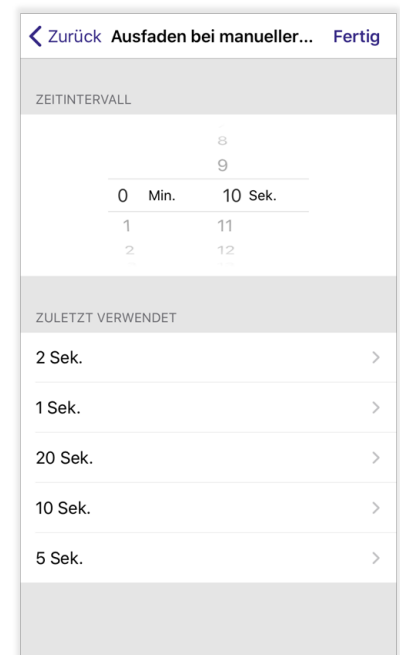 Zurück Ausfaden bei manueller... Fertig
ZEITINTERVALL
8
9
0 Min. 10 Sek.
1 11
2 12
ZULETZT VERWENDET
2 Sek.
1 Sek.
20 Sek.
10 Sek.
5 Sek.